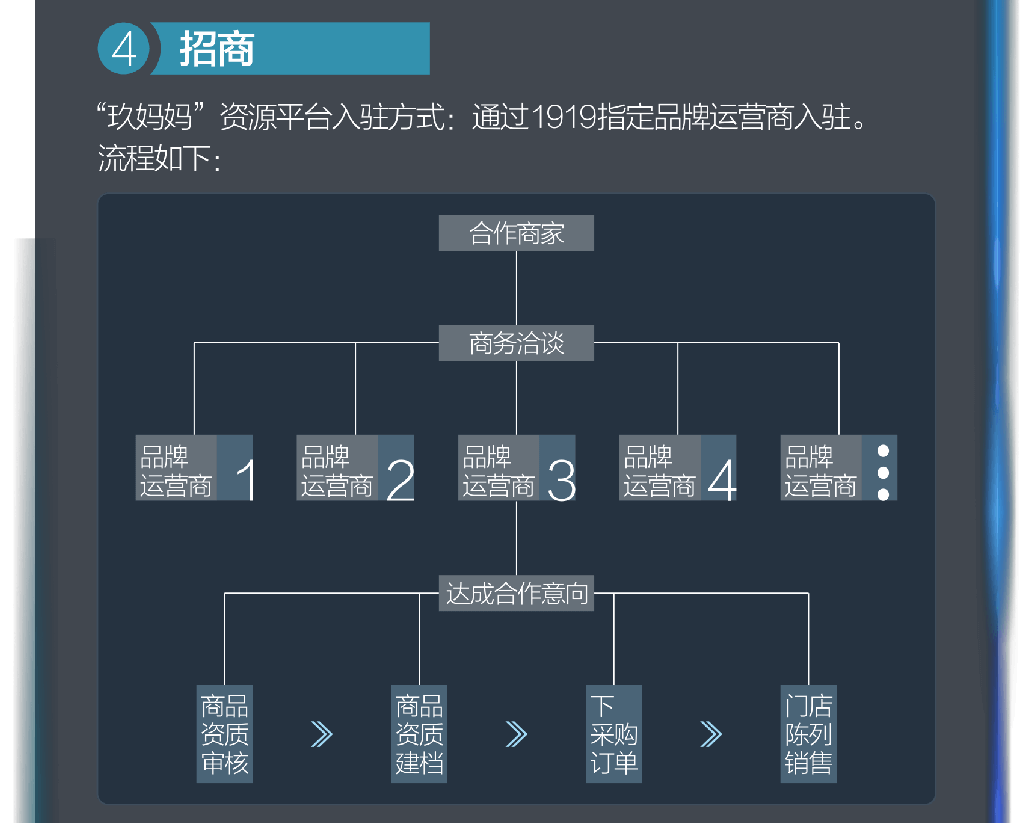 4 招商
“玖妈妈”资源平台入驻方式：通过1919指定品牌运营商入驻。
流程如下：
合作商家
商务洽谈
品牌
运营商 1
品牌
运营商 2
品牌
运营商 3
品牌
运营商 4
品牌
运营商
达成合作意向
商品
资质
审核
商品
资质
建档
下
采购
订单
门店
陈列
销售